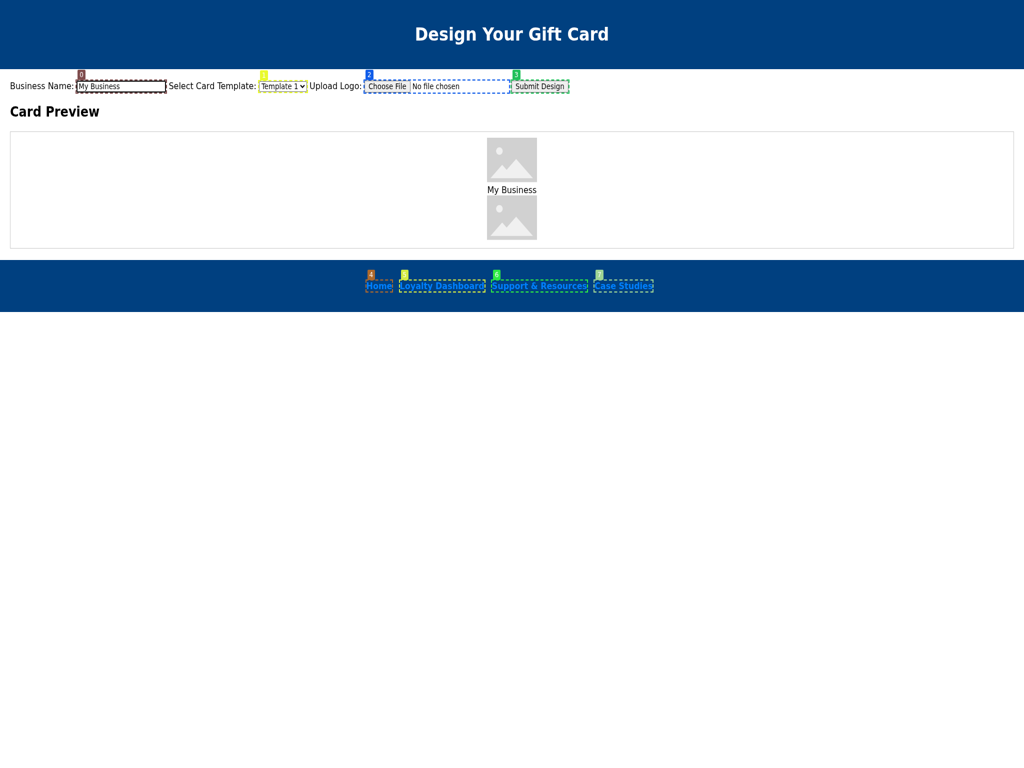 Design Your Gift Card
0 1 2 3
Business Name: My Business Select Card Template: Template 1 Upload Logo: Choose File No file chosen Submit Design
Card Preview
My Business
4 6 7
Home Loyalty Dashboard Support & Resources Case Studies